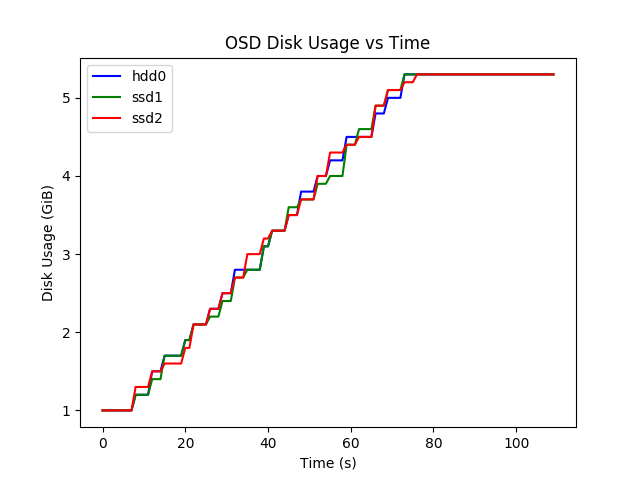 OSD Disk Usage vs Time
hdd0
ssd1
ssd2
Disk Usage (GiB)
5
4
3
2
1
0 20 40 60 80 100
Time (s)